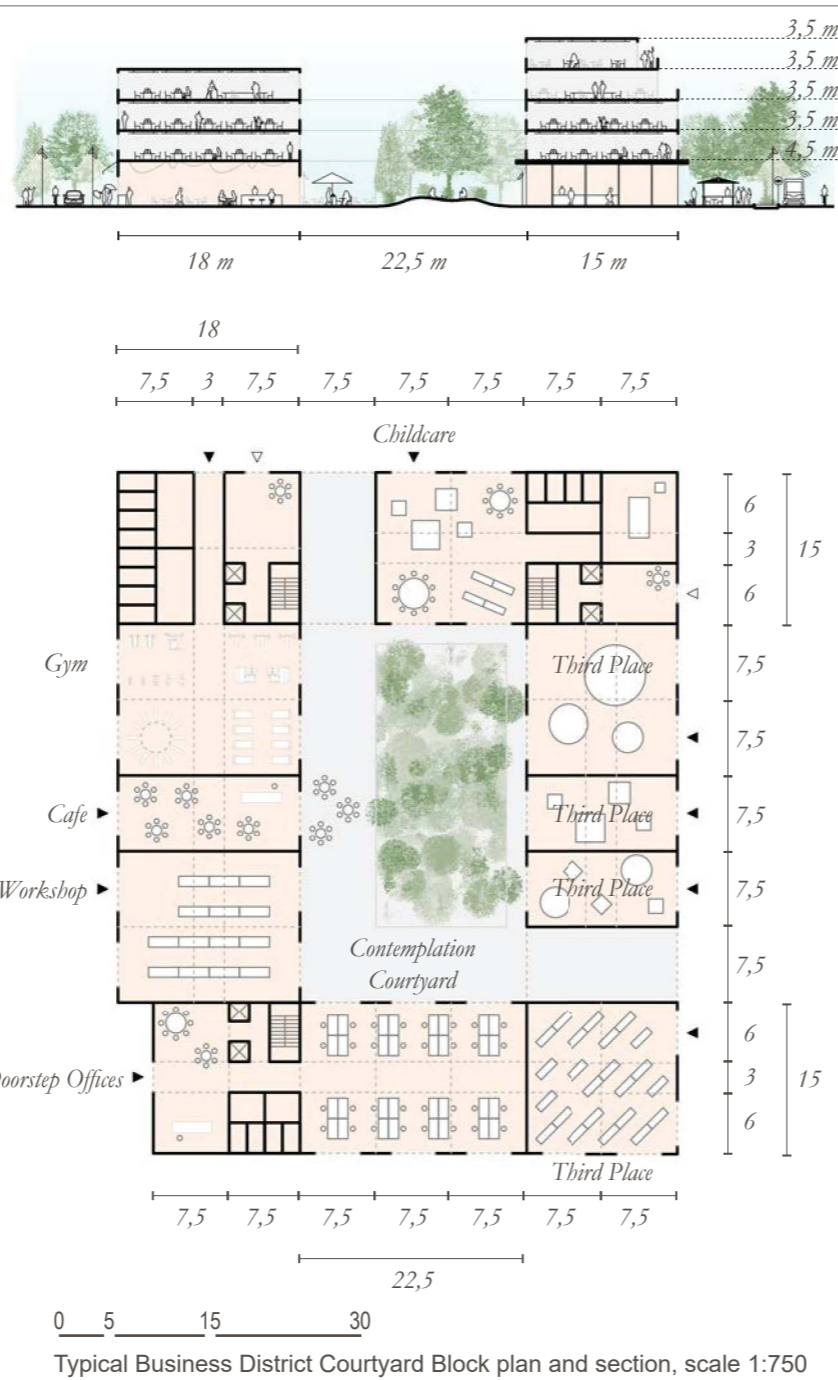 3,5 m
3,5 m
3,5 m
3,5 m
4,5 m
18 m 22,5 m 15 m
18
7,5 3 7,5 7,5 7,5 7,5 7,5 7,5
Childcare
6
3
6
15
Gym
Third Place
7,5
7,5
Cafe
Third Place
7,5
Workshop
Third Place
7,5
Contemplation
Courtyard
7,5
6
Doorstep Offices
3
6
15
Third Place
7,5 7,5 7,5 7,5 7,5 7,5 7,5
22,5
0 5 15 30
Typical Business District Courtyard Block plan and section, scale 1:750